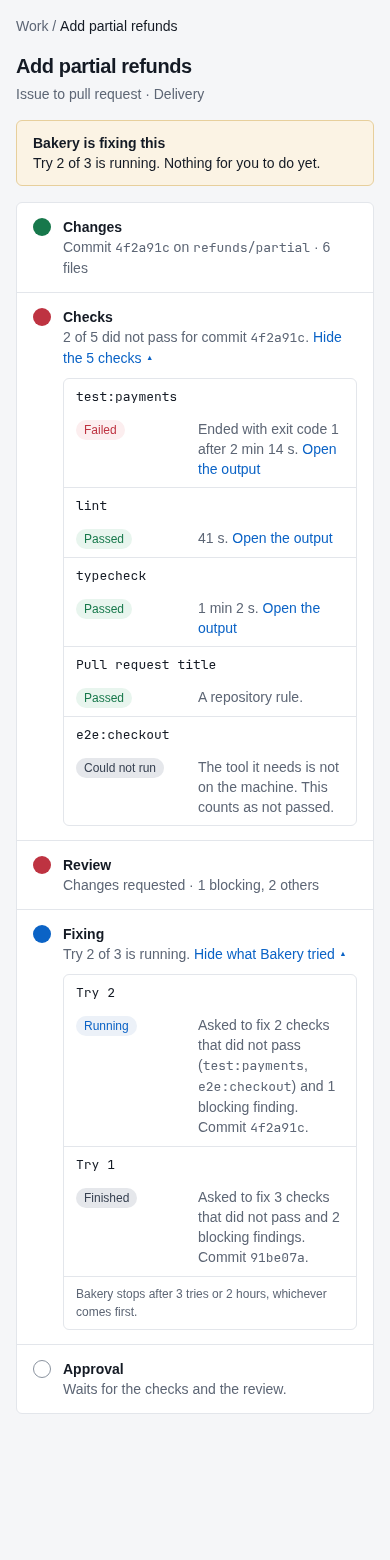 Work / Add partial refunds
Add partial refunds
Issue to pull request · Delivery
Bakery is fixing this
Try 2 of 3 is running. Nothing for you to do yet.
Changes
Commit 4f2a91c on refunds/partial · 6
files
Checks
2 of 5 did not pass for commit 4f2a91c. Hide
the 5 checks ▴
test:payments
Failed
Ended with exit code 1
after 2 min 14 s. Open
the output
lint
Passed
41 s. Open the output
typecheck
Passed
1 min 2 s. Open the
output
Pull request title
Passed
A repository rule.
e2e:checkout
Could not run
The tool it needs is not
on the machine. This
counts as not passed.
Review
Changes requested · 1 blocking, 2 others
Fixing
Try 2 of 3 is running. Hide what Bakery tried ▴
Try 2
Running
Asked to fix 2 checks
that did not pass
(test:payments,
e2e:checkout) and 1
blocking finding.
Commit 4f2a91c.
Try 1
Finished
Asked to fix 3 checks
that did not pass and 2
blocking findings.
Commit 91be07a.
Bakery stops after 3 tries or 2 hours, whichever
comes first.
Approval
Waits for the checks and the review.